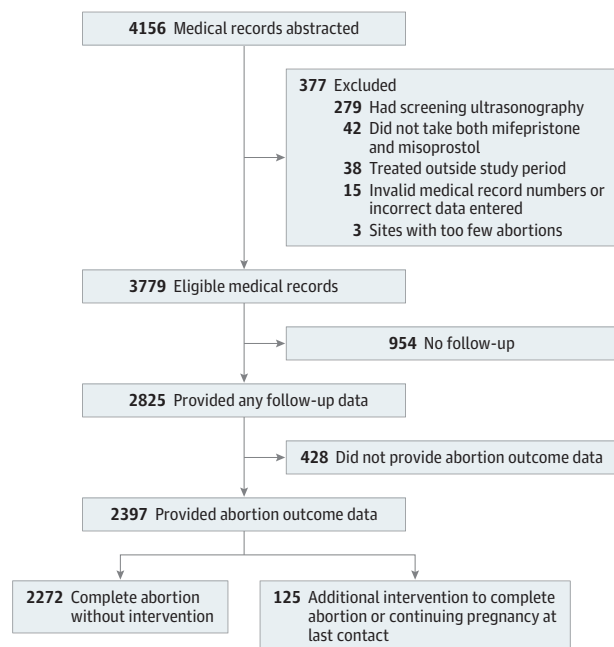 4156 Medical records abstracted
377 Excluded
279 Had screening ultrasonography
42 Did not take both mifepristone
and misoprostol
38 Treated outside study period
15 Invalid medical record numbers or
incorrect data entered
3 Sites with too few abortions
3779 Eligible medical records
954 No follow-up
2825 Provided any follow-up data
428 Did not provide abortion outcome data
2397 Provided abortion outcome data
2272 Complete abortion
without intervention
125 Additional intervention to complete
abortion or continuing pregnancy at
last contact